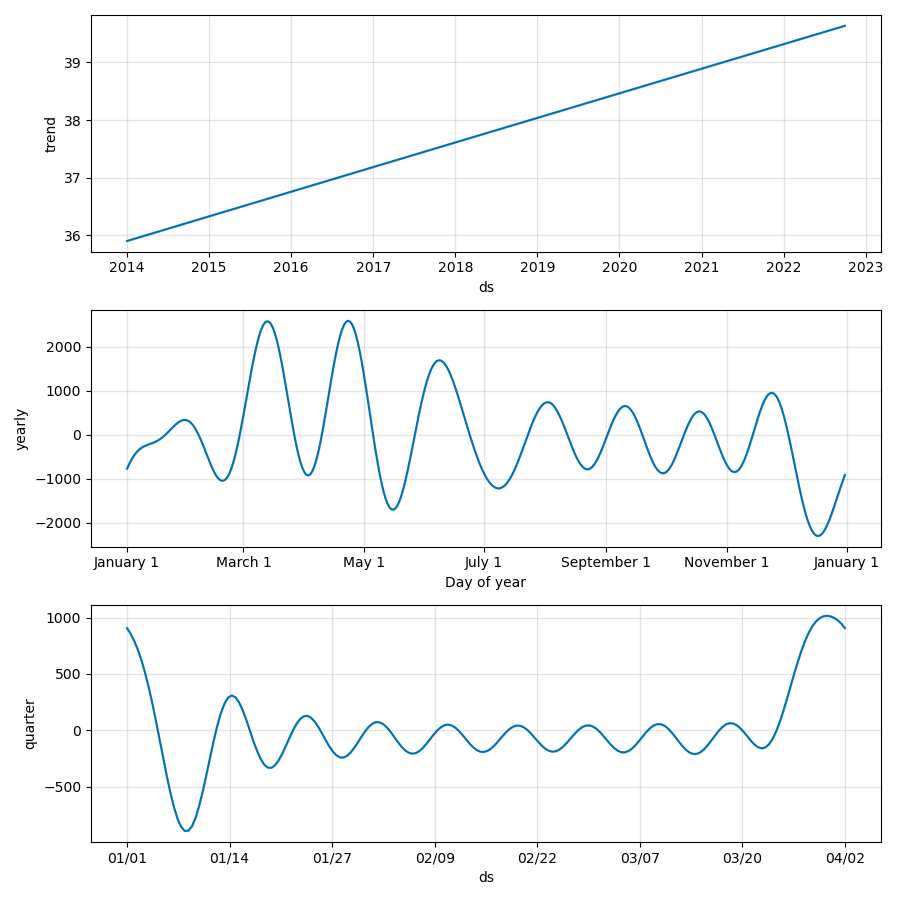 39
38
37
36
trend
2014 2015 2016 2017 2018 2019 2020 2021 2022 2023
ds
2000
1000
0
−1000
−2000
yearly
January 1 March 1 May 1 July 1 September 1 November 1 January 1
Day of year
1000
500
0
−500
quarter
01/01 01/14 01/27 02/09 02/22 03/07 03/20 04/02
ds